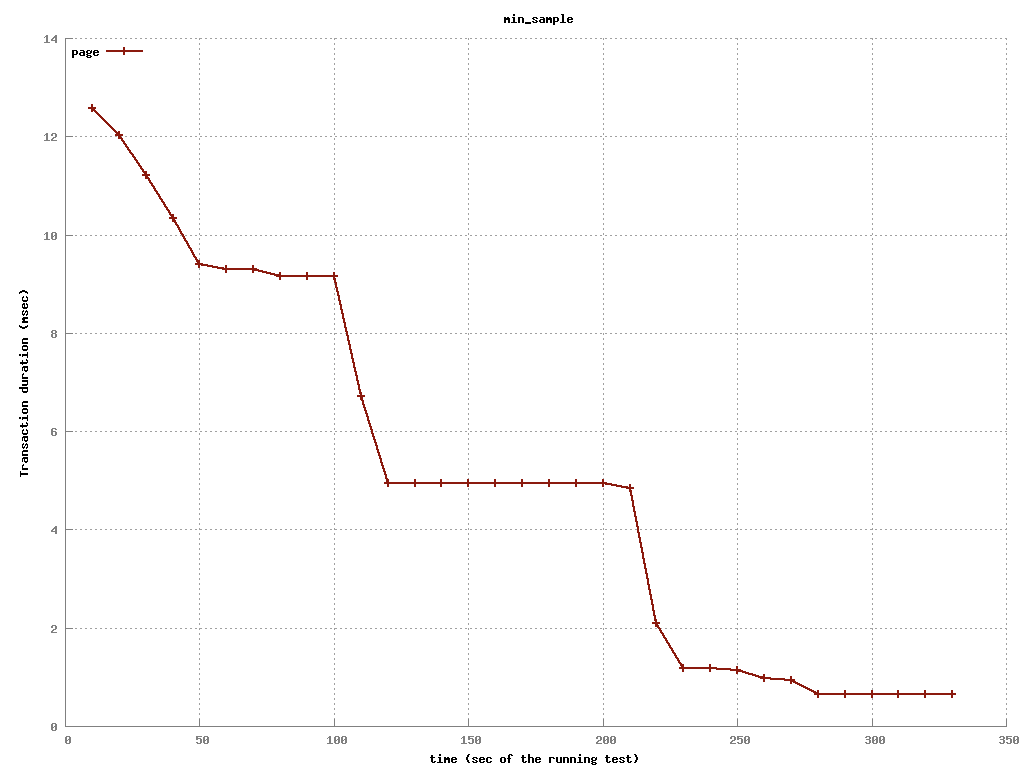 min_sample
page
14
12
10
8
6
4
2
0
Transaction duration (msec)
0 50 100 150 200 250 300 350
time (sec of the running test)